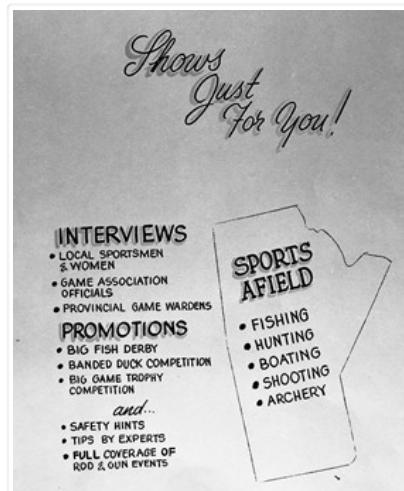 Shows
Just
For You!
INTERVIEWS
• LOCAL SPORTSMEN
& WOMEN
• GAME ASSOCIATION
OFFICIALS
• PROVINCIAL GAME WARDENS
PROMOTIONS
• BIG FISH DERBY
• BANDED DUCK COMPETITION
• BIG GAME TROPHY
COMPETITION
and...
• SAFETY HINTS
• TIPS BY EXPERTS
• FULL COVERAGE OF
ROD & GUN EVENTS
SPORTS
AFIELD
• FISHING
• HUNTING
• BOATING
• SHOOTING
• ARCHERY